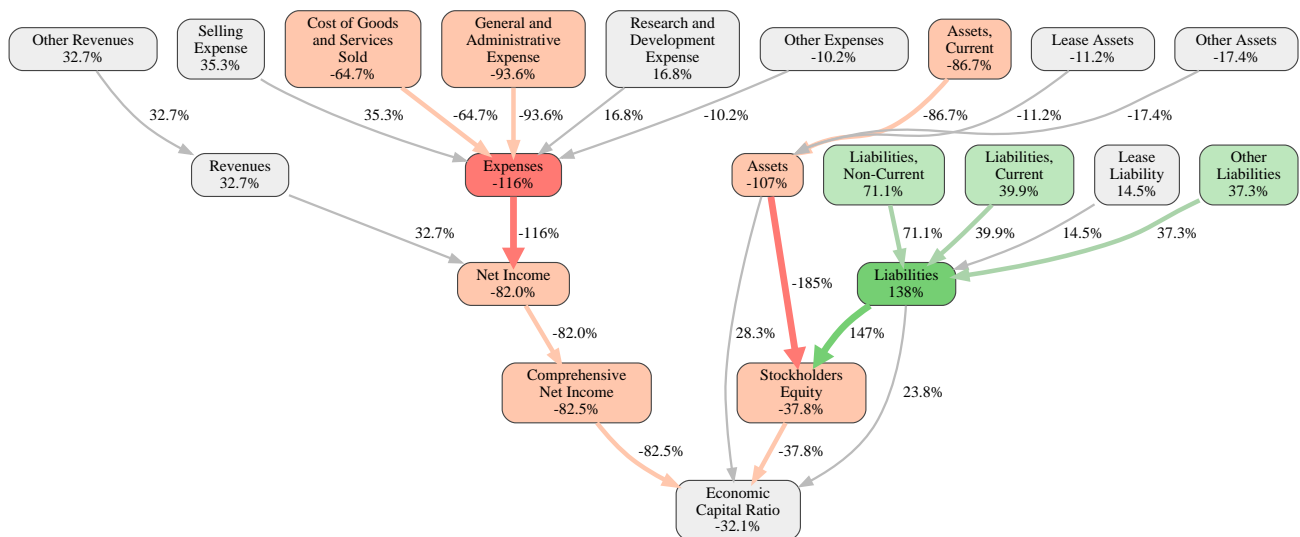 Other Revenues
32.7%
Selling
Expense
35.3%
Cost of Goods
and Services
Sold
-64.7%
General and
Administrative
Expense
-93.6%
Research and
Development
Expense
16.8%
Other Expenses
-10.2%
Assets,
Current
-86.7%
Lease Assets
-11.2%
Other Assets
-17.4%
32.7%
35.3%
-64.7%
-93.6%
16.8%
-10.2%
-86.7%
-11.2%
-17.4%
Revenues
32.7%
Expenses
-116%
Assets
-107%
Liabilities,
Non-Current
71.1%
Liabilities,
Current
39.9%
Lease
Liability
14.5%
Other
Liabilities
37.3%
32.7%
-116%
71.1%
39.9%
14.5%
37.3%
Net Income
-82.0%
-185%
Liabilities
138%
-82.0%
28.3%
147%
Comprehensive
Net Income
-82.5%
Stockholders
Equity
-37.8%
23.8%
-82.5%
-37.8%
Economic
Capital Ratio
-32.1%